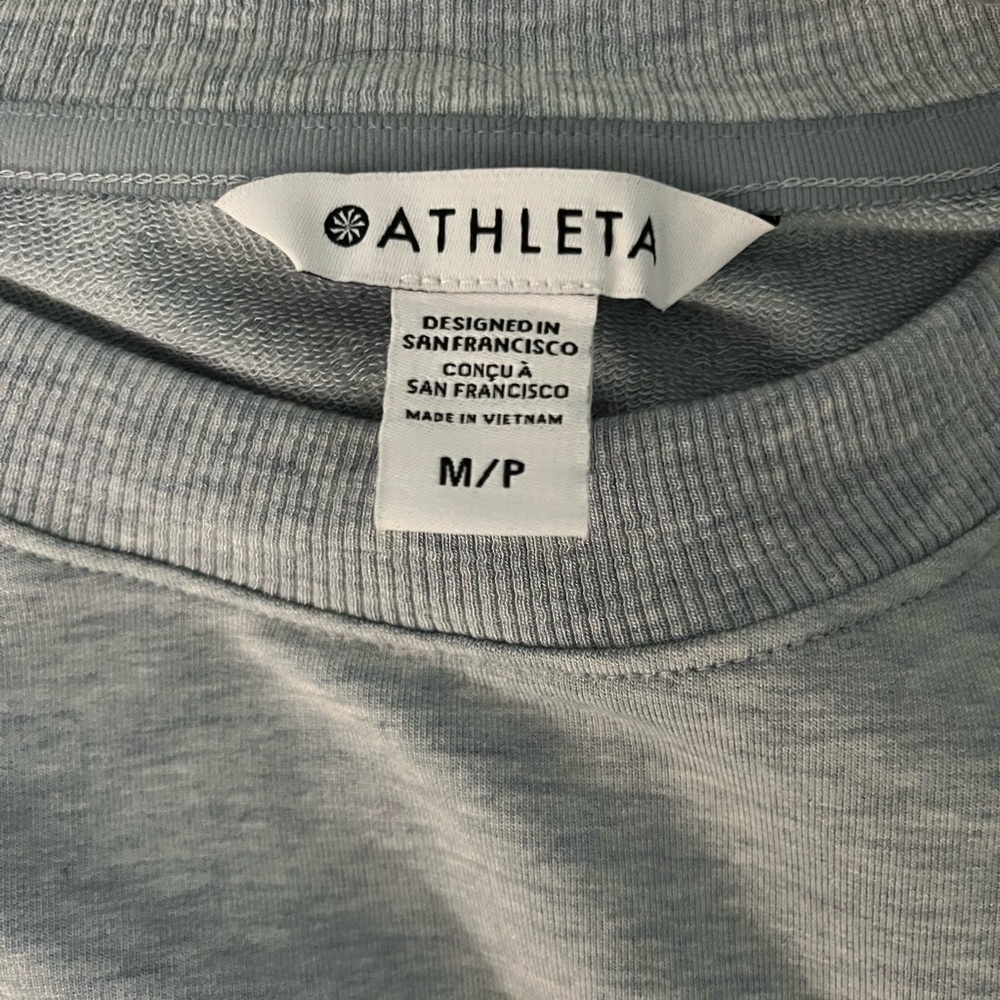 ATHLETA
DESIGNED IN
SAN FRANCISCO
CONÇU À
SAN FRANCISCO
MADE IN VIETNAM
M/P